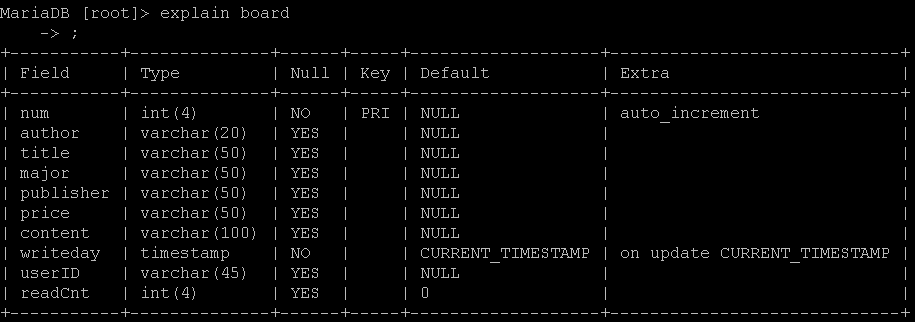 MariaDB [root]> explain board
    -> ;
+-----------+--------------+------+-----+-------------------+-----------------------------+
| Field     | Type         | Null | Key | Default           | Extra                       |
+-----------+--------------+------+-----+-------------------+-----------------------------+
| num       | int(4)       | NO   | PRI | NULL              | auto_increment              |
| author    | varchar(20)  | YES  |     | NULL              |                             |
| title     | varchar(50)  | YES  |     | NULL              |                             |
| major     | varchar(50)  | YES  |     | NULL              |                             |
| publisher | varchar(50)  | YES  |     | NULL              |                             |
| price     | varchar(50)  | YES  |     | NULL              |                             |
| content   | varchar(100) | YES  |     | NULL              |                             |
| writeday  | timestamp    | NO   |     | CURRENT_TIMESTAMP | on update CURRENT_TIMESTAMP |
| userID    | varchar(45)  | YES  |     | NULL              |                             |
| readCnt   | int(4)       | YES  |     | 0                 |                             |
+-----------+--------------+------+-----+-------------------+-----------------------------+